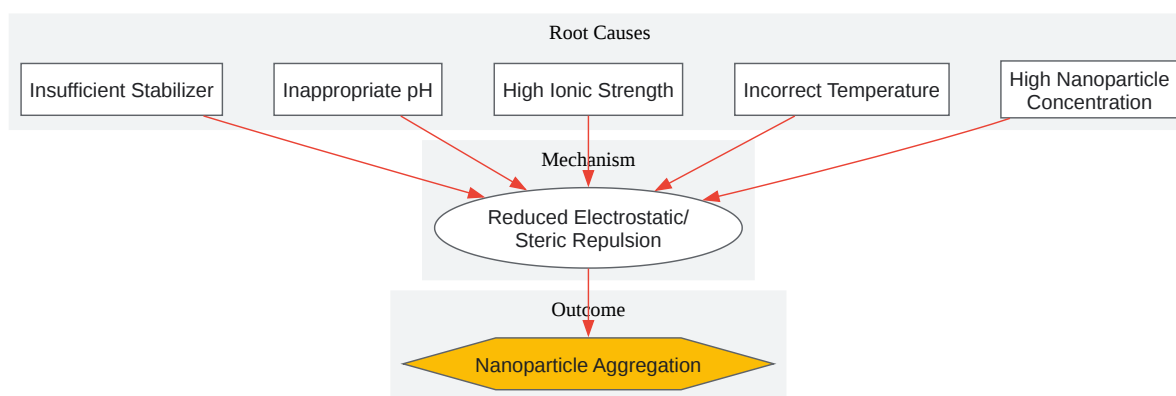 Root Causes
Insufficient Stabilizer
Inappropriate pH
High Ionic Strength
Incorrect Temperature
High Nanoparticle
Concentration
Mechanism
Reduced Electrostatic/
Steric Repulsion
Outcome
Nanoparticle Aggregation